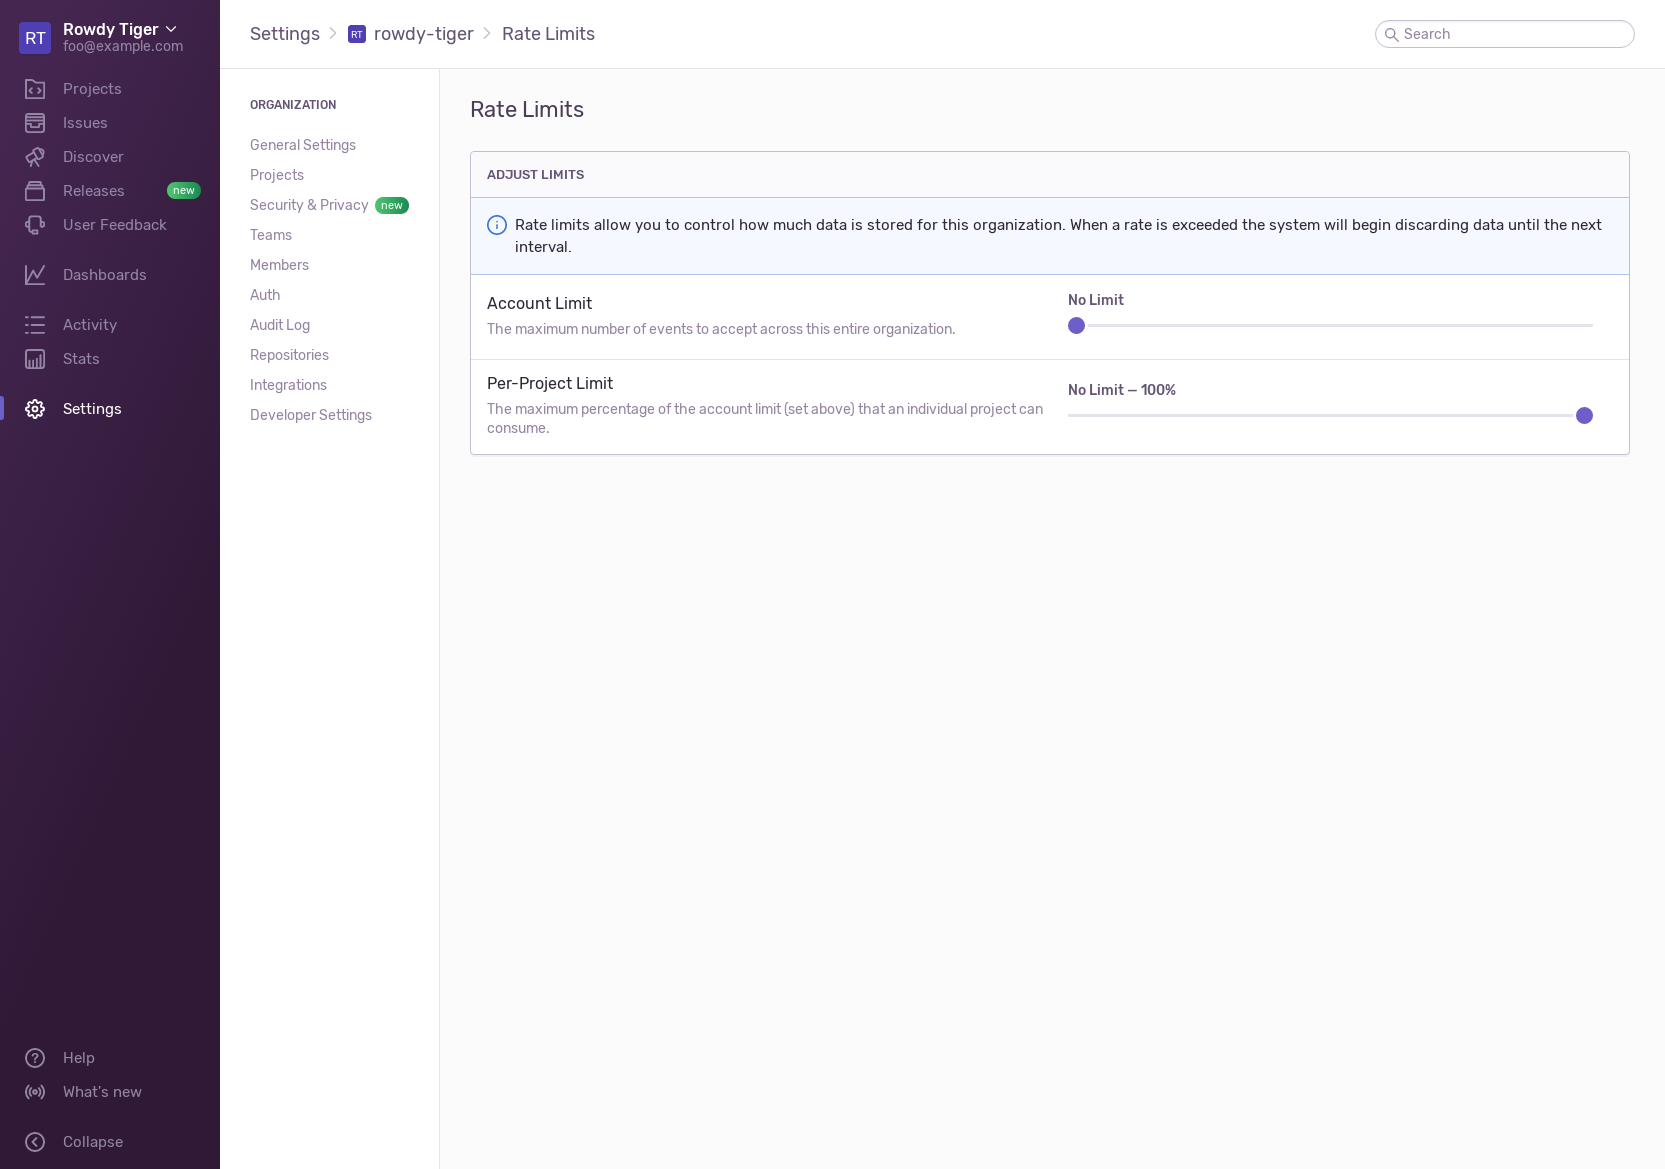 RT
Rowdy Tiger
foo@example.com
Projects
Issues
Discover
Releases new
User Feedback
Dashboards
Activity
Stats
Settings
Help
What's new
Collapse
Settings RT rowdy-tiger Rate Limits
Search
ORGANIZATION
General Settings
Projects
Security & Privacy new
Teams
Members
Auth
Audit Log
Repositories
Integrations
Developer Settings
Rate Limits
ADJUST LIMITS
Rate limits allow you to control how much data is stored for this organization. When a rate is exceeded the system will begin discarding data until the next
interval.
Account Limit
The maximum number of events to accept across this entire organization.
No Limit
Per-Project Limit
The maximum percentage of the account limit (set above) that an individual project can
consume.
No Limit — 100%